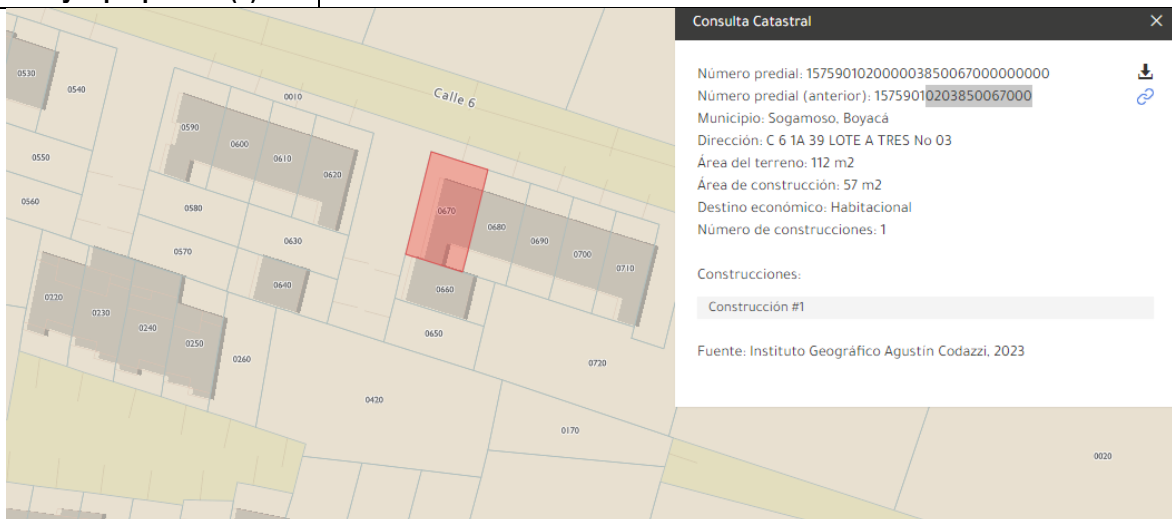 Consulta Catastral
Número predial: 157590102000003850067000000000
Número predial (anterior): 15759010203850067000
Municipio: Sogamoso, Boyacá
Dirección: C 6 1A 39 LOTE A TRES No 03
Área del terreno: 112 m2
Área de construcción: 57 m2
Destino económico: Habitacional
Número de construcciones: 1
Construcciones:
Construcción #1
Fuente: Instituto Geográfico Agustín Codazzi, 2023
Calle 6
0530
0540
0010
0590
0600
0610
0620
0550
0560
0580
0570
0630
0640
0670
0680
0690
0700
0710
0660
0650
0220
0230
0240
0250
0260
0720
0420
0170
0020